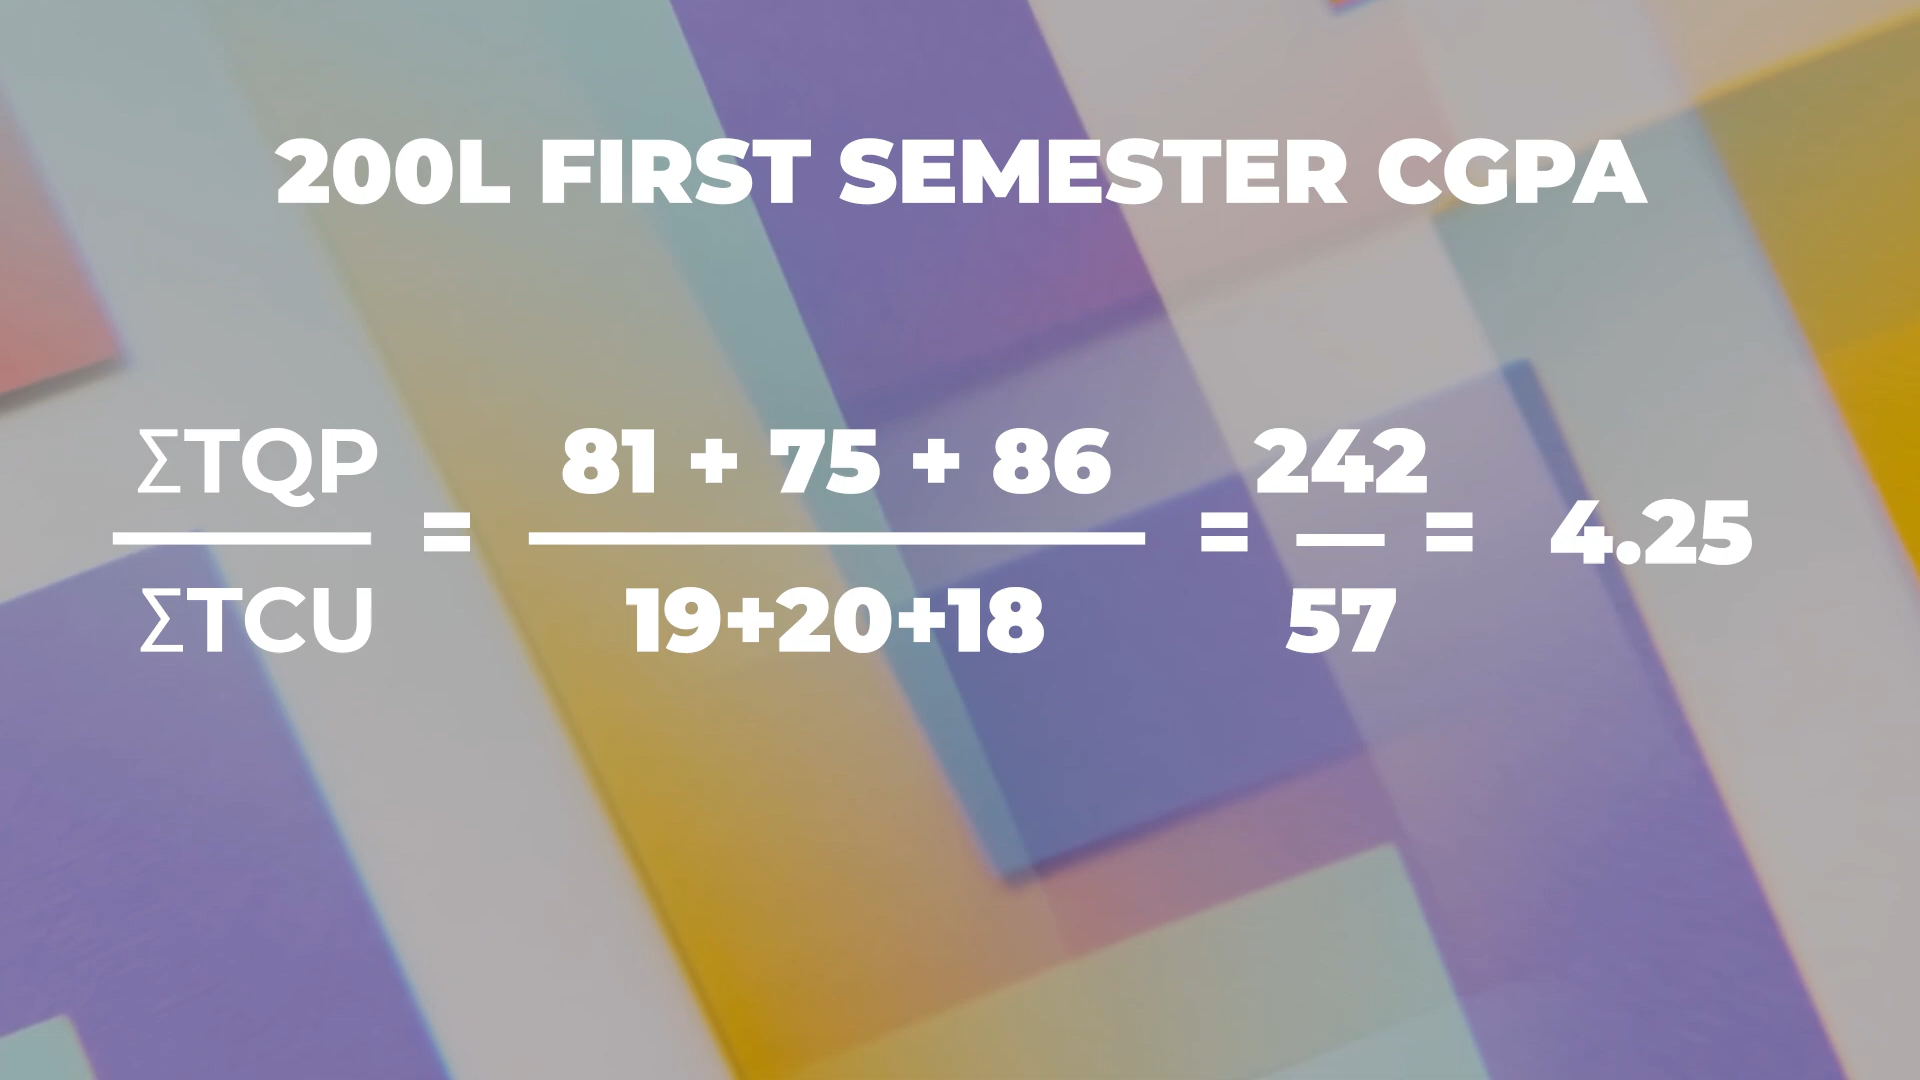 200L FIRST SEMESTER CGPA
ΣTQP
ΣTCU
=
81 + 75 + 86
19+20+18
=
242
57
=
4.25